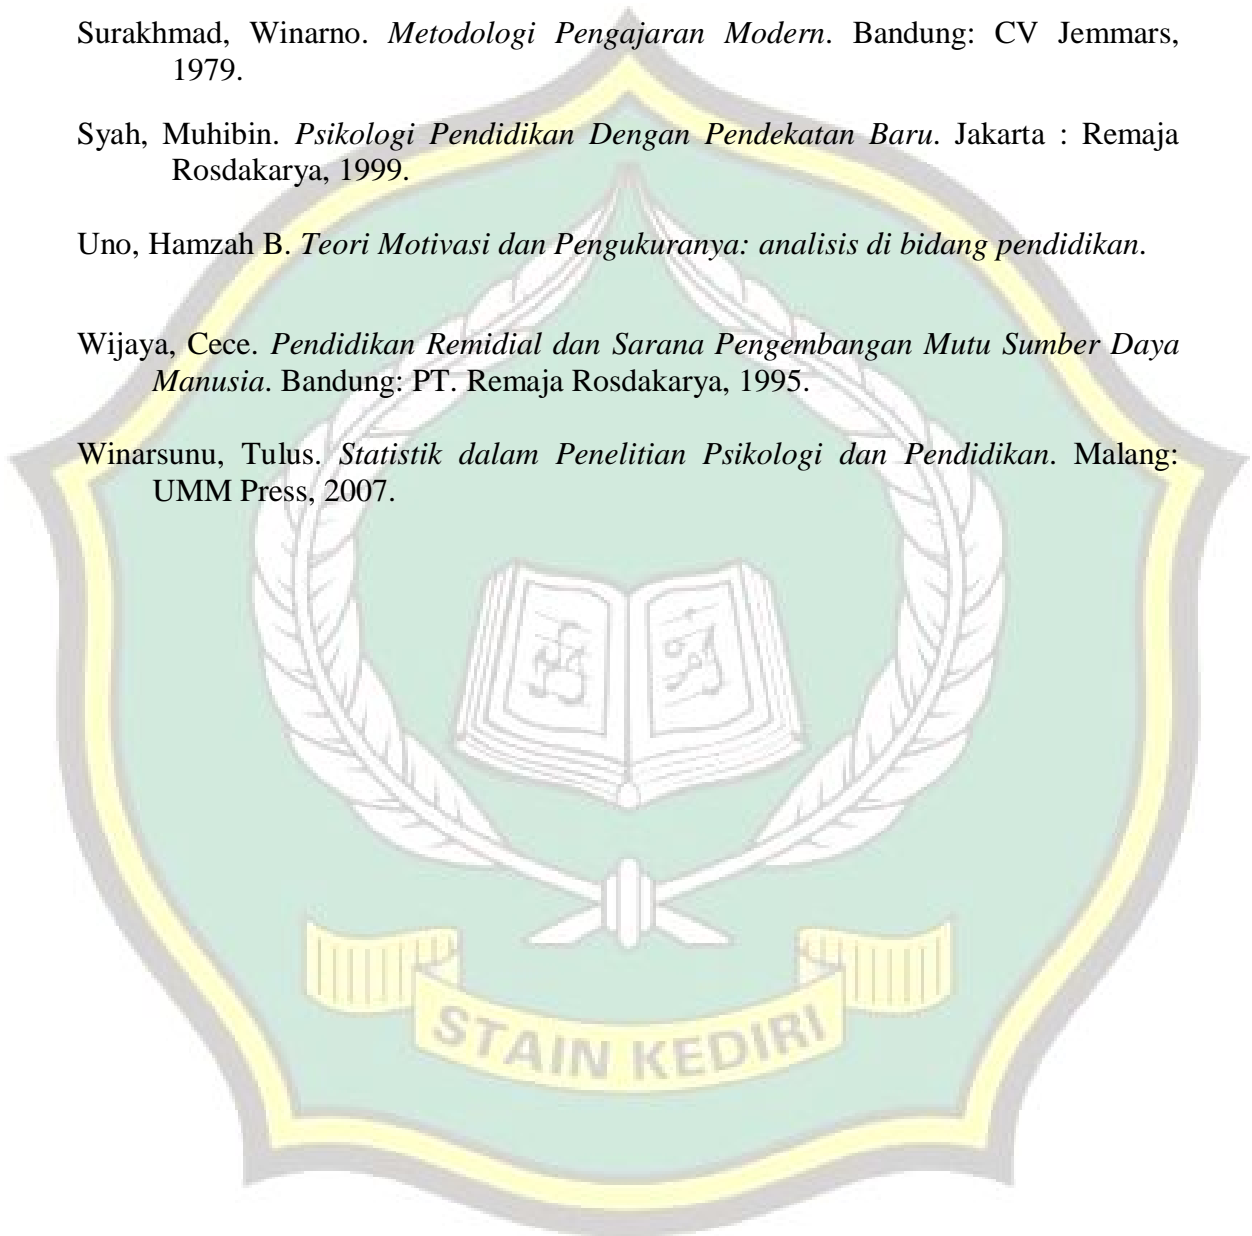 Surakhmad, Winarno. Metodologi Pengajaran Modern. Bandung: CV Jemmars,
1979.
Syah, Muhibin. Psikologi Pendidikan Dengan Pendekatan Baru. Jakarta : Remaja
Rosdakarya, 1999.
Uno, Hamzah B. Teori Motivasi dan Pengukuranya: analisis di bidang pendidikan.
Wijaya, Cece. Pendidikan Remidial dan Sarana Pengembangan Mutu Sumber Daya
Manusia. Bandung: PT. Remaja Rosdakarya, 1995.
Winarsunu, Tulus. Statistik dalam Penelitian Psikologi dan Pendidikan. Malang:
UMM Press, 2007.
STAIN KEDIRI